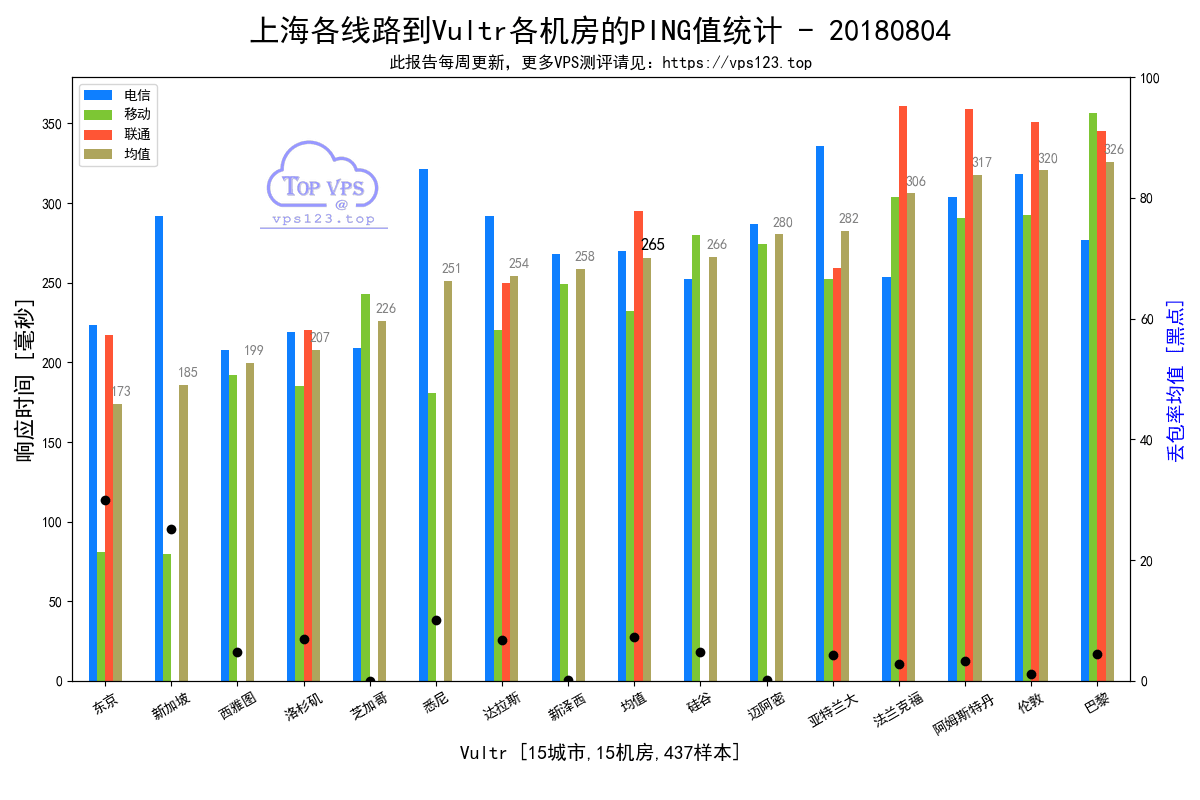 上海各线路到Vultr各机房的PING值统计 - 20180804
此报告每周更新, 更多VPS测评请见: https://vps123.top
电信
移动
联通
均值
TOP VPS
@
vps123.top
响应时间 [毫秒]
350
300
250
200
150
100
50
0
173
185
199
207
226
251
254
258
265
266
280
282
306
317
320
326
100
80
60
40
20
0
丢包率均值 [黑点]
东京
新加坡
西雅图
洛杉矶
芝加哥
悉尼
达拉斯
新泽西
均值
硅谷
迈阿密
亚特兰大
法兰克福
阿姆斯特丹
伦敦
巴黎
Vultr [15城市,15机房,437样本]